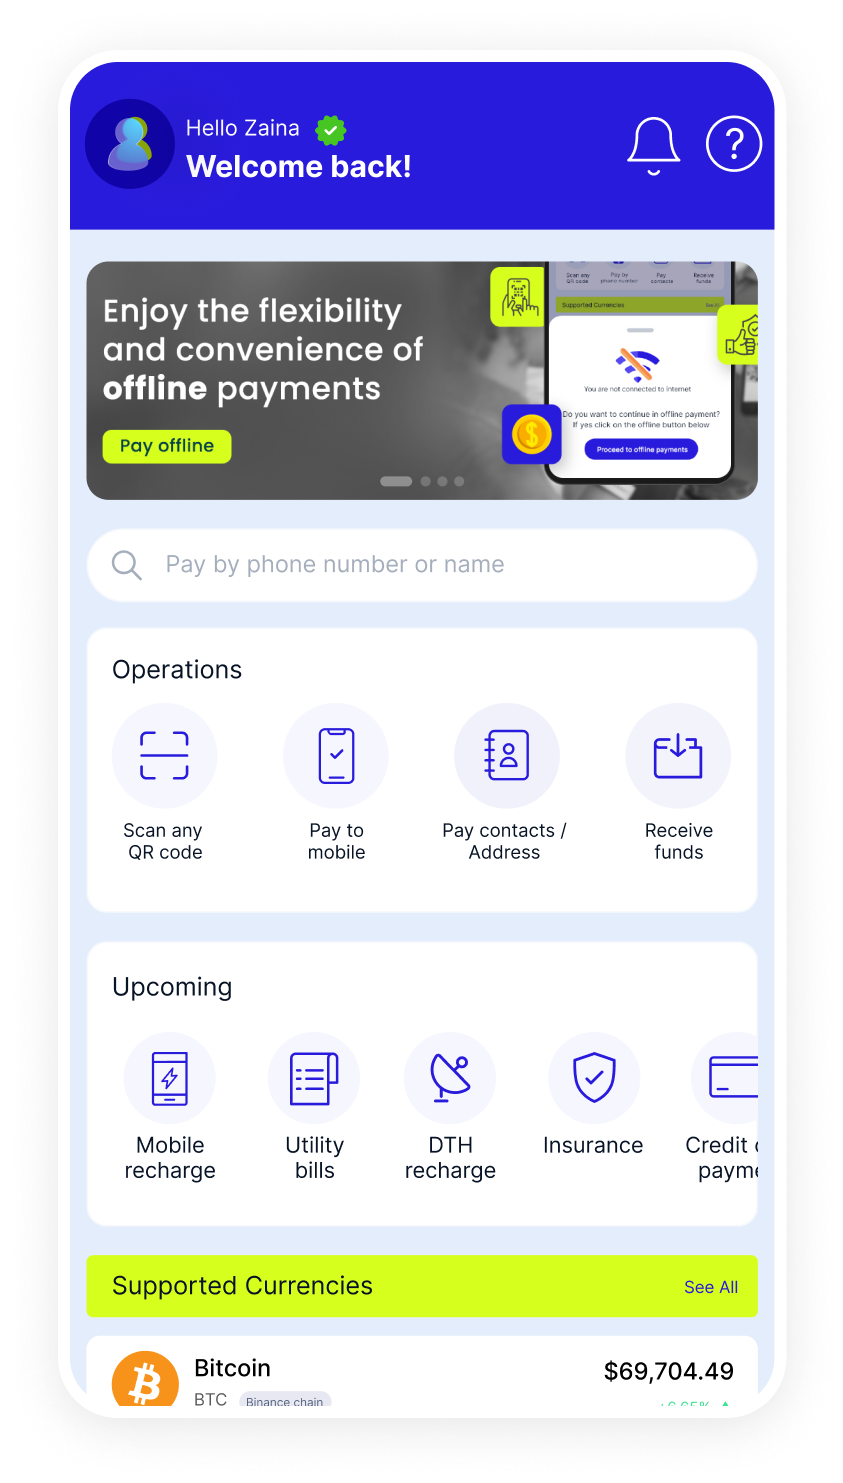 Hello Zaina
Welcome back!
Enjoy the flexibility
and convenience of
offline payments
Pay offline
Scan any
QR code
Pay by
phone number
Pay
contacts
Receive
funds
Supported Currencies
See All
You are not connected to internet
Do you want to continue in offline payment?
If yes click on the offline button below
Proceed to offline payments
Pay by phone number or name
Operations
Scan any
QR code
Pay to
mobile
Pay contacts /
Address
Receive
funds
Upcoming
Mobile
recharge
Utility
bills
DTH
recharge
Insurance
Credit
payme
Supported Currencies
See All
Bitcoin
$69,704.49
BTC
Binance chain
+6.65%